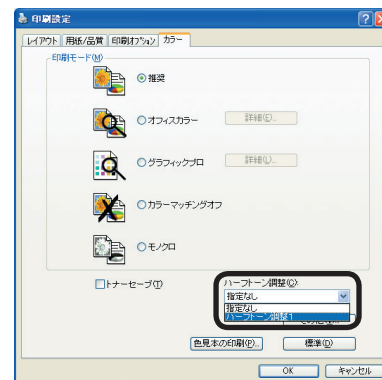 印刷設定
レイアウト 用紙/品質 印刷オプション カラー
印刷モード(M)
推奨
オフィスカラー 詳細(E)...
グラフィックプロ 詳細(L)...
カラーマッチングオフ
モノクロ
トナーセーブ(T)
ハーフトーン調整(C):
指定なし
指定なし
ハーフトーン調整1
色見本の印刷(P)... 標準(D)
OK キャンセル